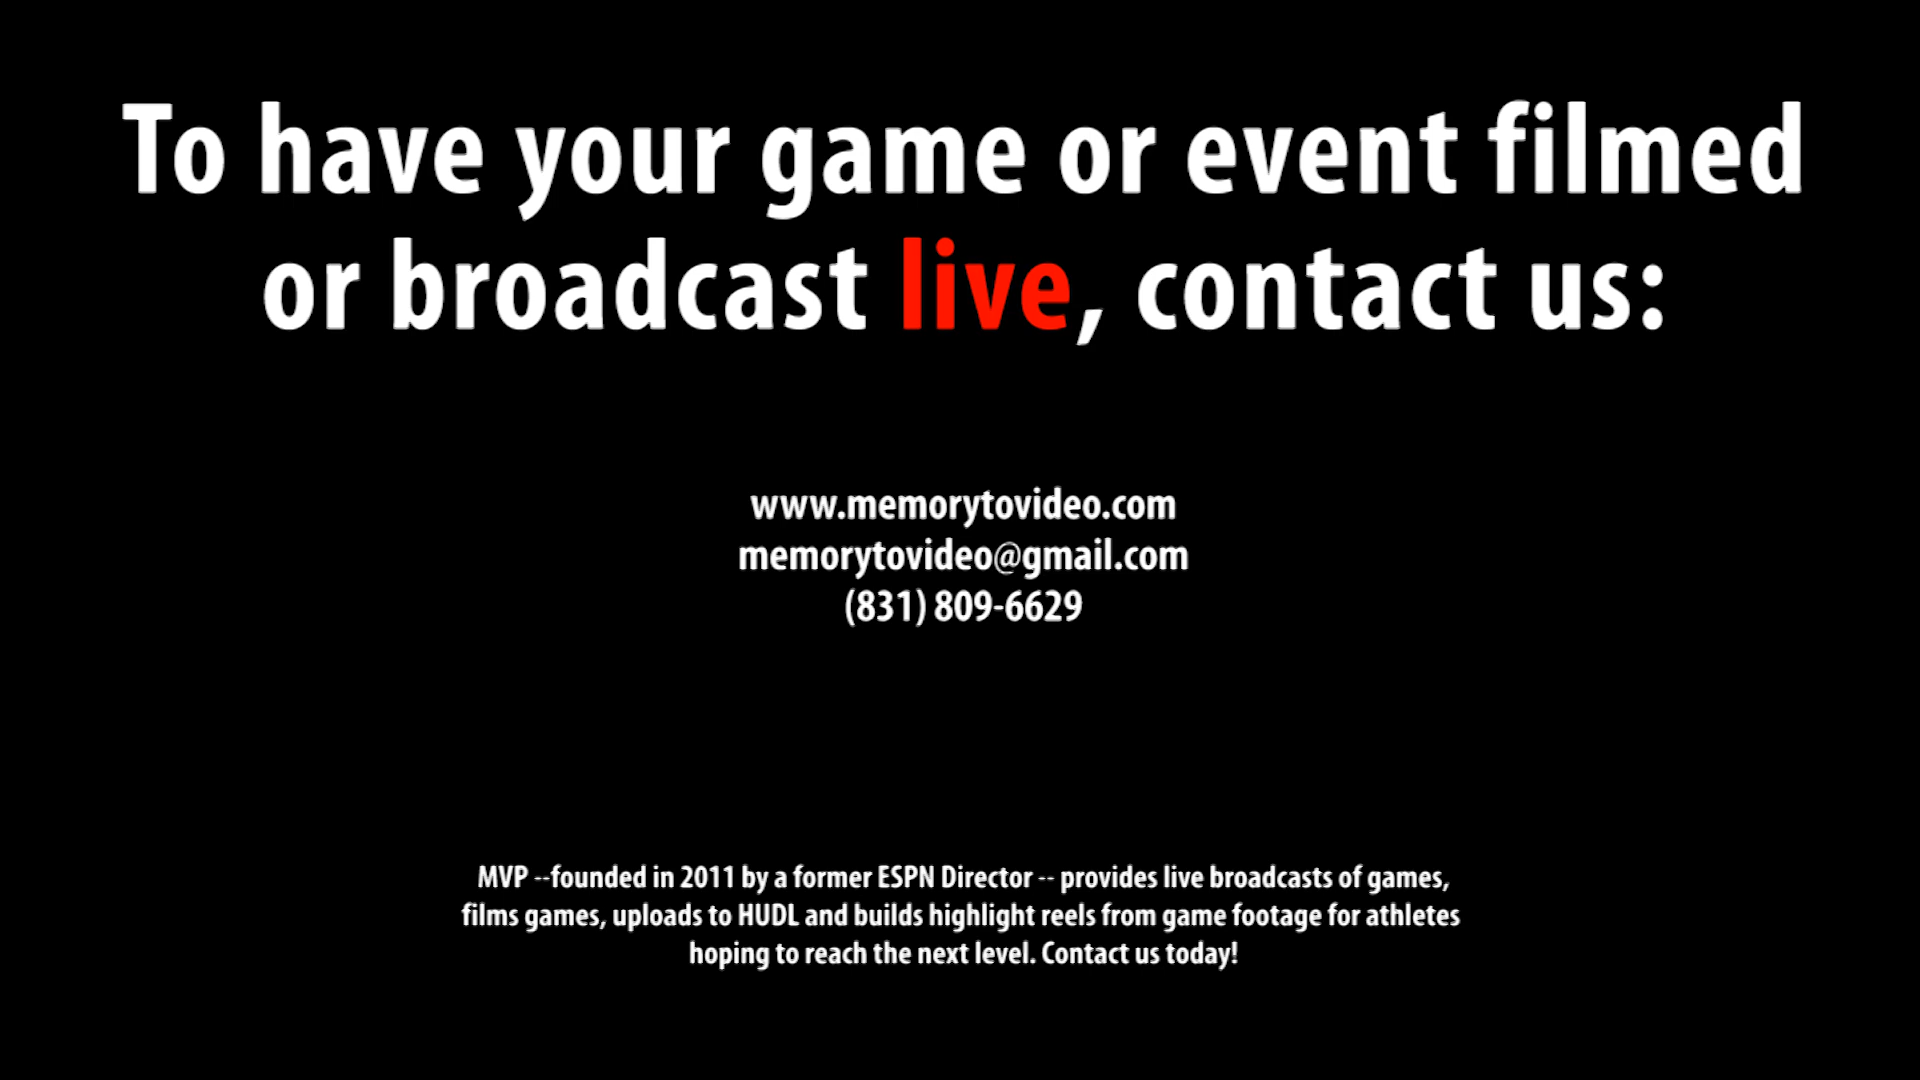 To have your game or event filmed
or broadcast live, contact us:
www.memorytovideo.com
memorytovideo@gmail.com
(831) 809-6629
MVP --founded in 2011 by a former ESPN Director -- provides live broadcasts of games,
films games, uploads to HUDL and builds highlight reels from game footage for athletes
hoping to reach the next level. Contact us today!